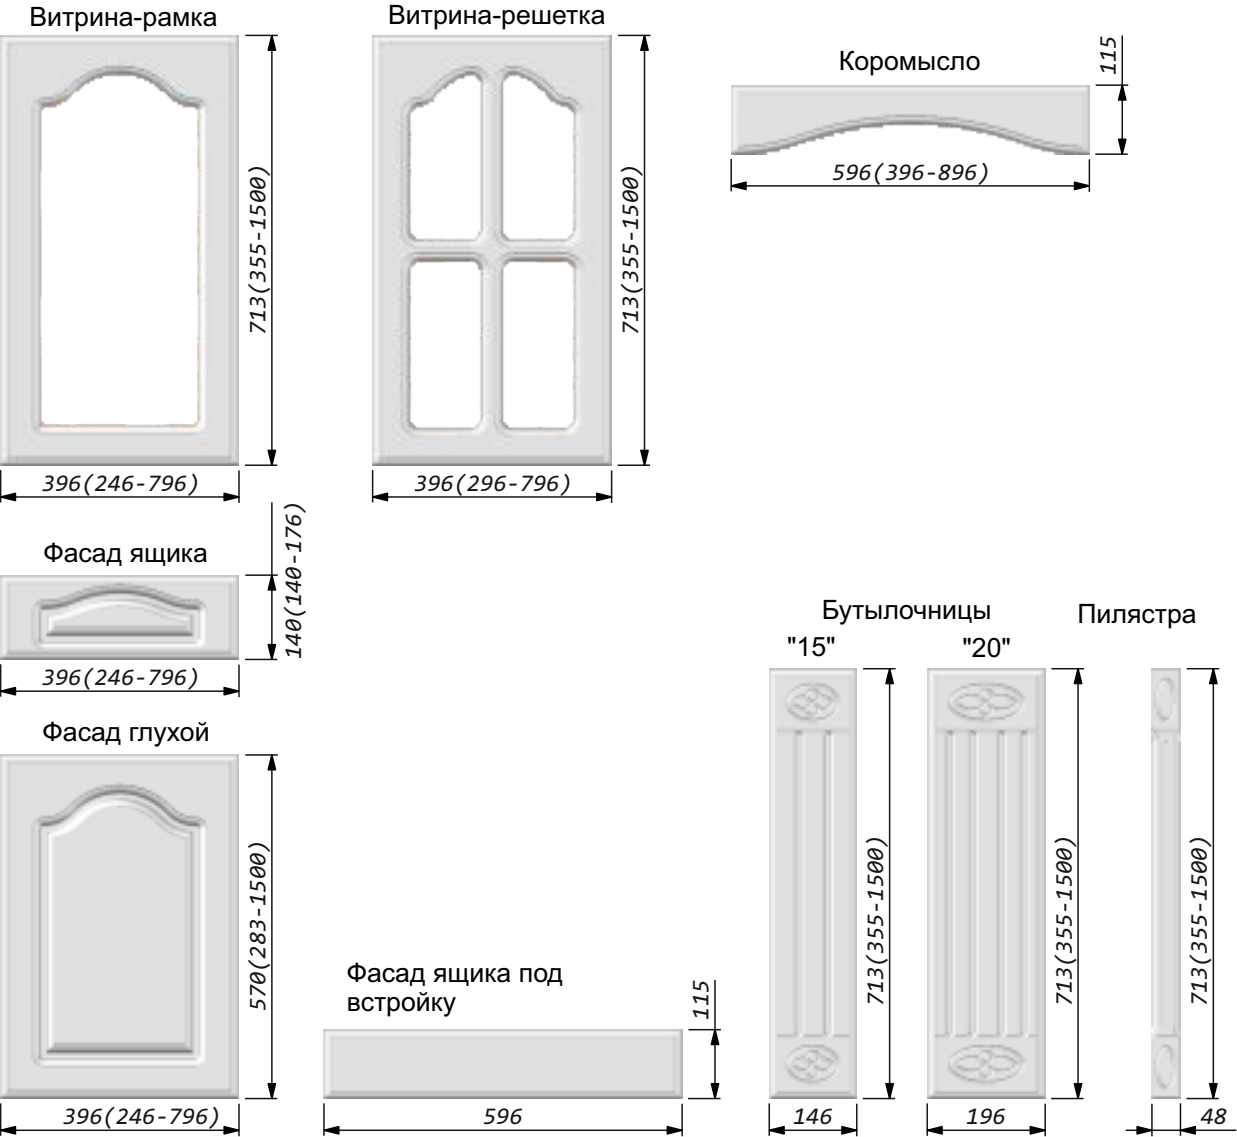 Витрина-рамка
713(355-1500)
396(246-796)
Витрина-решетка
713(355-1500)
396(296-796)
Коромысло
115
596(396-896)
Фасад ящика
140(140-176)
396(246-796)
Фасад глухой
570(283-1500)
396(246-796)
Фасад ящика под
встройку
115
596
Бутылочницы
"15"
713(355-1500)
146
"20"
713(355-1500)
196
Пилястра
713(355-1500)
48